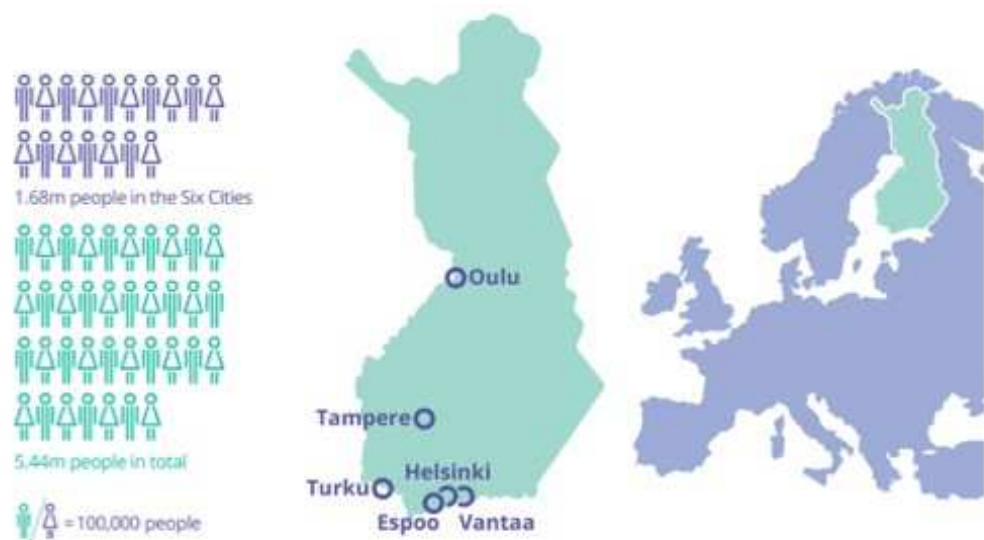 1.68m people in the Six Cities
5.44m people in total
= 100,000 people
Oulu
Tampere
Helsinki
Turku
Espoo
Vantaa